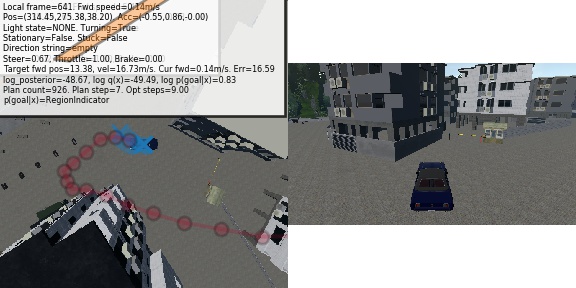 Local frame=641. Fwd speed=0.14m/s
Pos=(314.45,275.38,38.20). Acc=(-0.55,0.86,-0.00)
Light state=NONE. Turning=True
Stationary=False. Stuck=False
Direction string=empty
Steer=0.67, Throttle=1.00, Brake=0.00
Target fwd pos=13.38, vel=16.73m/s. Cur fwd=0.14m/s. Err=16.59
log_posterior=-48.67, log q(x)=-49.49, log p(goal|x)=0.83
Plan count=926. Plan step=7. Opt steps=9.00
p(goal|x)=RegionIndicator